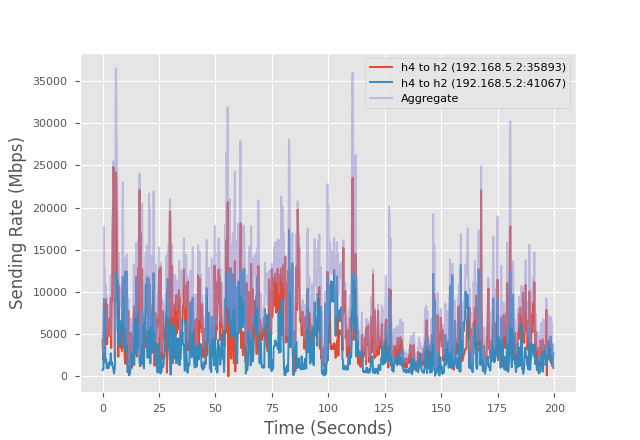 h4 to h2 (192.168.5.2:35893)
h4 to h2 (192.168.5.2:41067)
Aggregate
Sending Rate (Mbps)
35000
30000
25000
20000
15000
10000
5000
0
0 25 50 75 100 125 150 175 200
Time (Seconds)